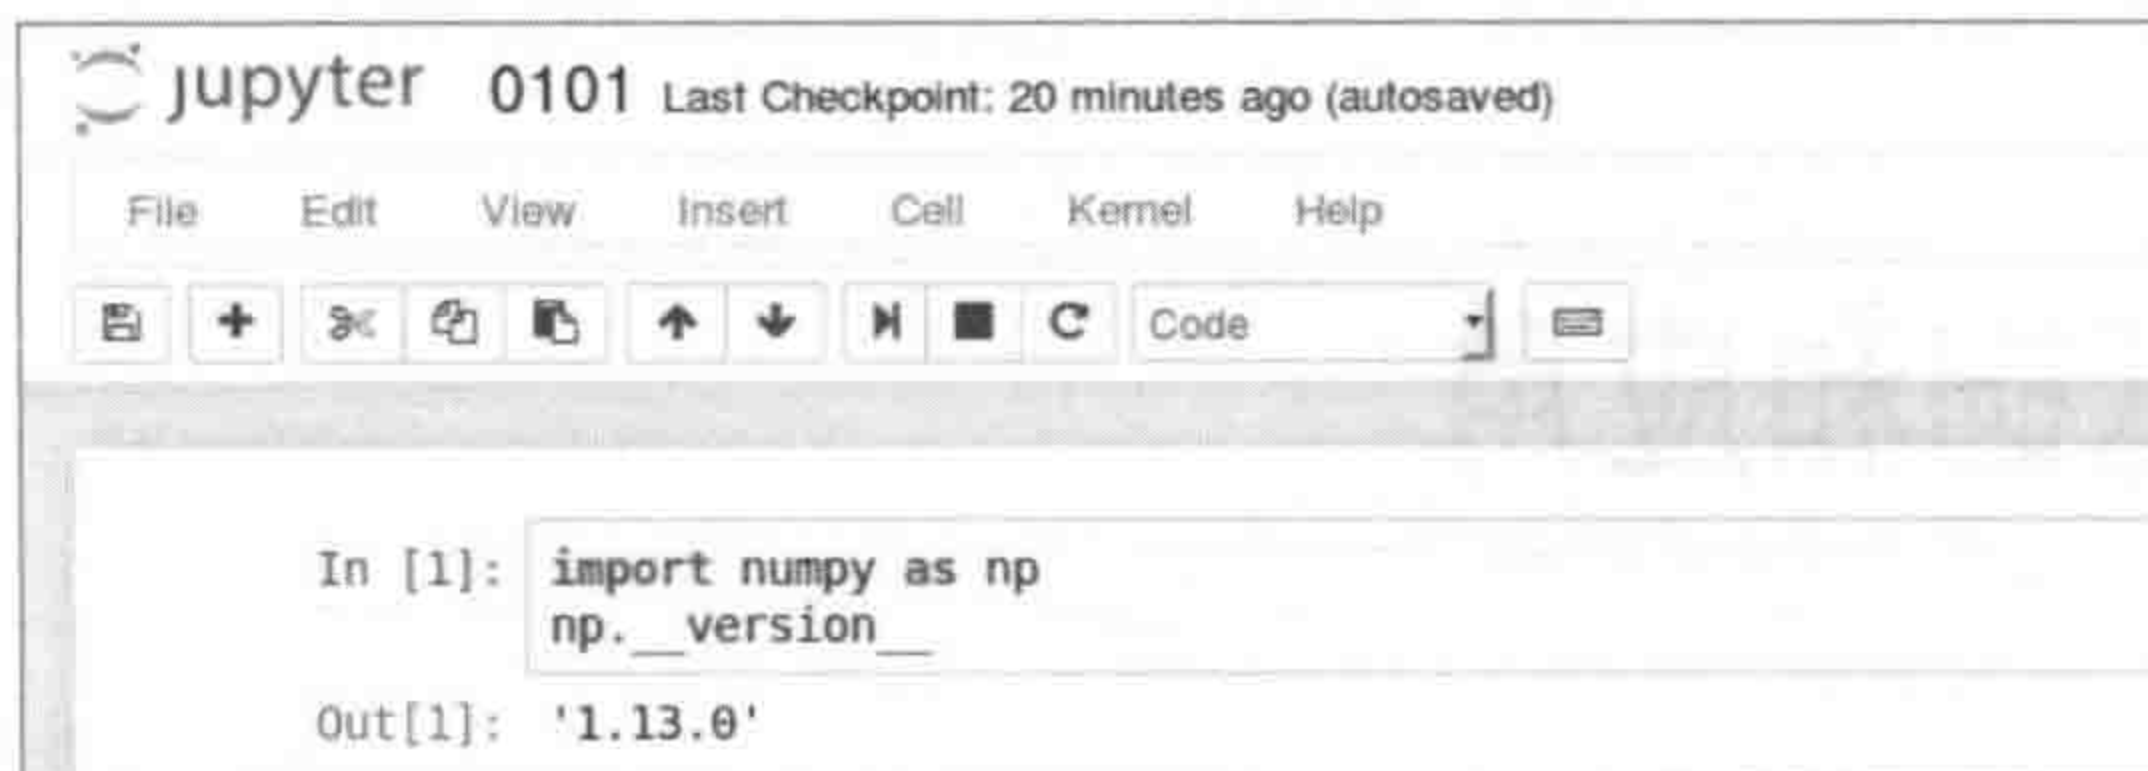 jupyter 0101 Last Checkpoint: 20 minutes ago (autosaved)
File Edit View Insert Cell Kernel Help
Code
In [1]: import numpy as np
np.__version__
Out[1]: '1.13.0'